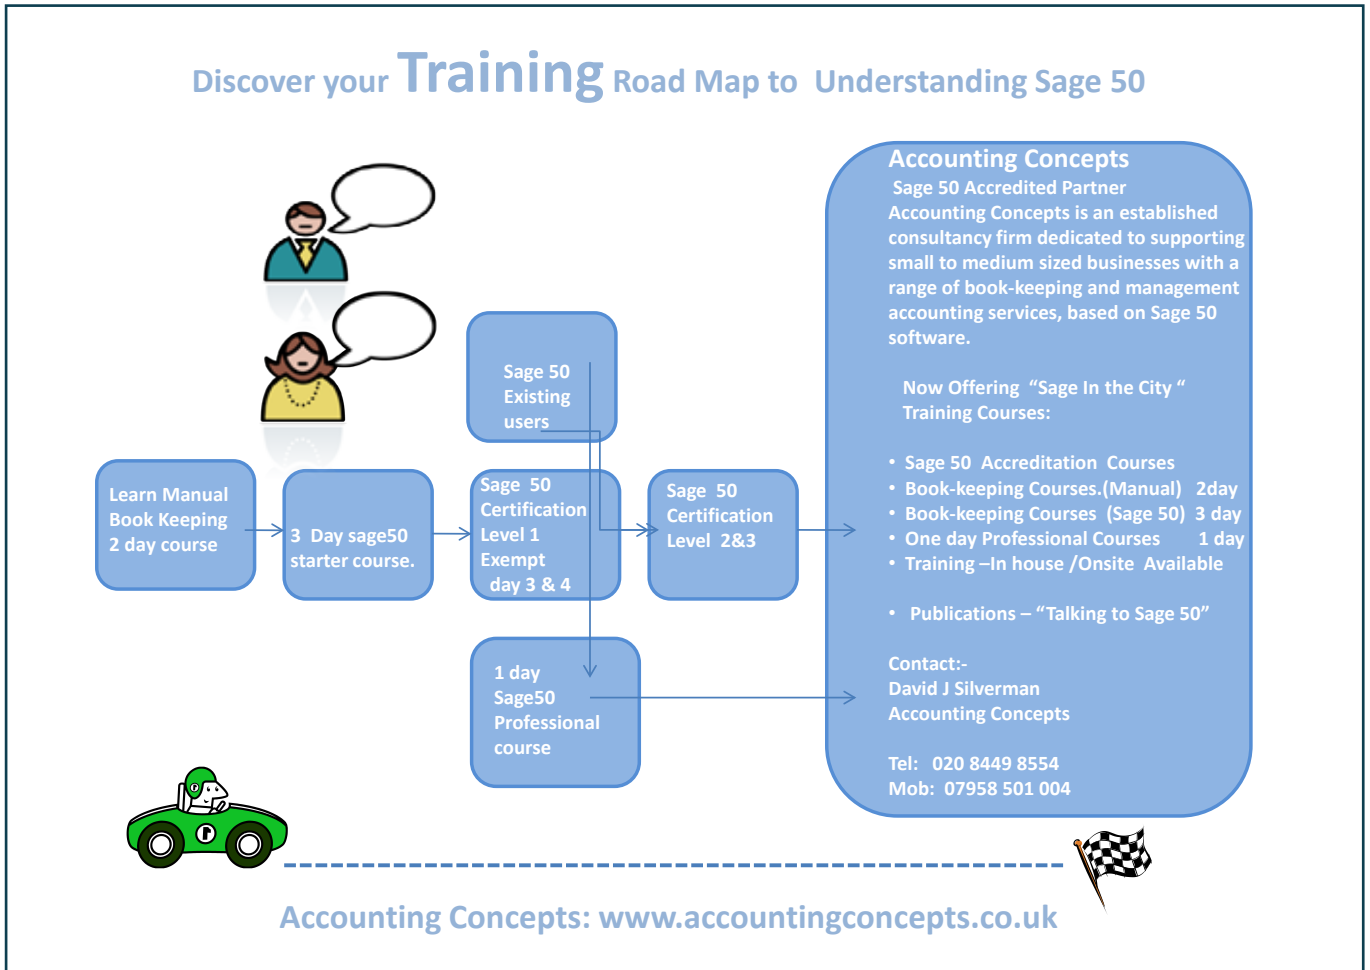 Discover your Training Road Map to Understanding Sage 50
Sage 50
Existing
users
Learn Manual
Book Keeping
2 day course
3 Day sage50
starter course.
Sage 50
Certification
Level 1
Exempt
day 3 & 4
Sage 50
Certification
Level 2&3
1 day
Sage50
Professional
course
Accounting Concepts
Sage 50 Accredited Partner
Accounting Concepts is an established
consultancy firm dedicated to supporting
small to medium sized businesses with a
range of book-keeping and management
accounting services, based on Sage 50
software.
Now Offering “Sage In the City “
Training Courses:
• Sage 50 Accreditation Courses
• Book-keeping Courses.(Manual) 2day
• Book-keeping Courses (Sage 50) 3 day
• One day Professional Courses 1 day
• Training –In house /Onsite Available
• Publications – “Talking to Sage 50”
Contact:-
David J Silverman
Accounting Concepts
Tel: 020 8449 8554
Mob: 07958 501 004
Accounting Concepts: www.accountingconcepts.co.uk